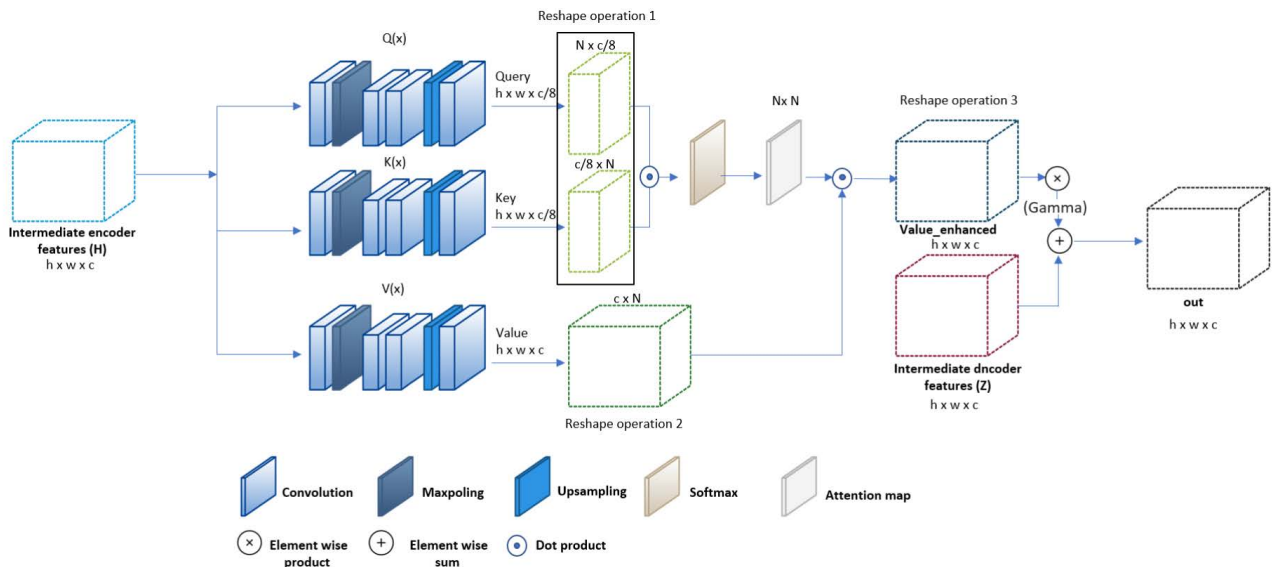 Reshape operation 1
Q(x)
N x c/8
Query
h x w x c/8
K(x)
c/8 x N
Key
h x w x c/8
Nx N
Reshape operation 3
Intermediate encoder
features (H)
h x w x c
Value_enhanced
h x w x c
(Gamma)
V(x)
c x N
Value
h x w x c
Reshape operation 2
Intermediate dncoder
features (Z)
h x w x c
out
h x w x c
Convolution
Maxpoling
Upsampling
Softmax
Attention map
Element wise
product
Element wise
sum
Dot product